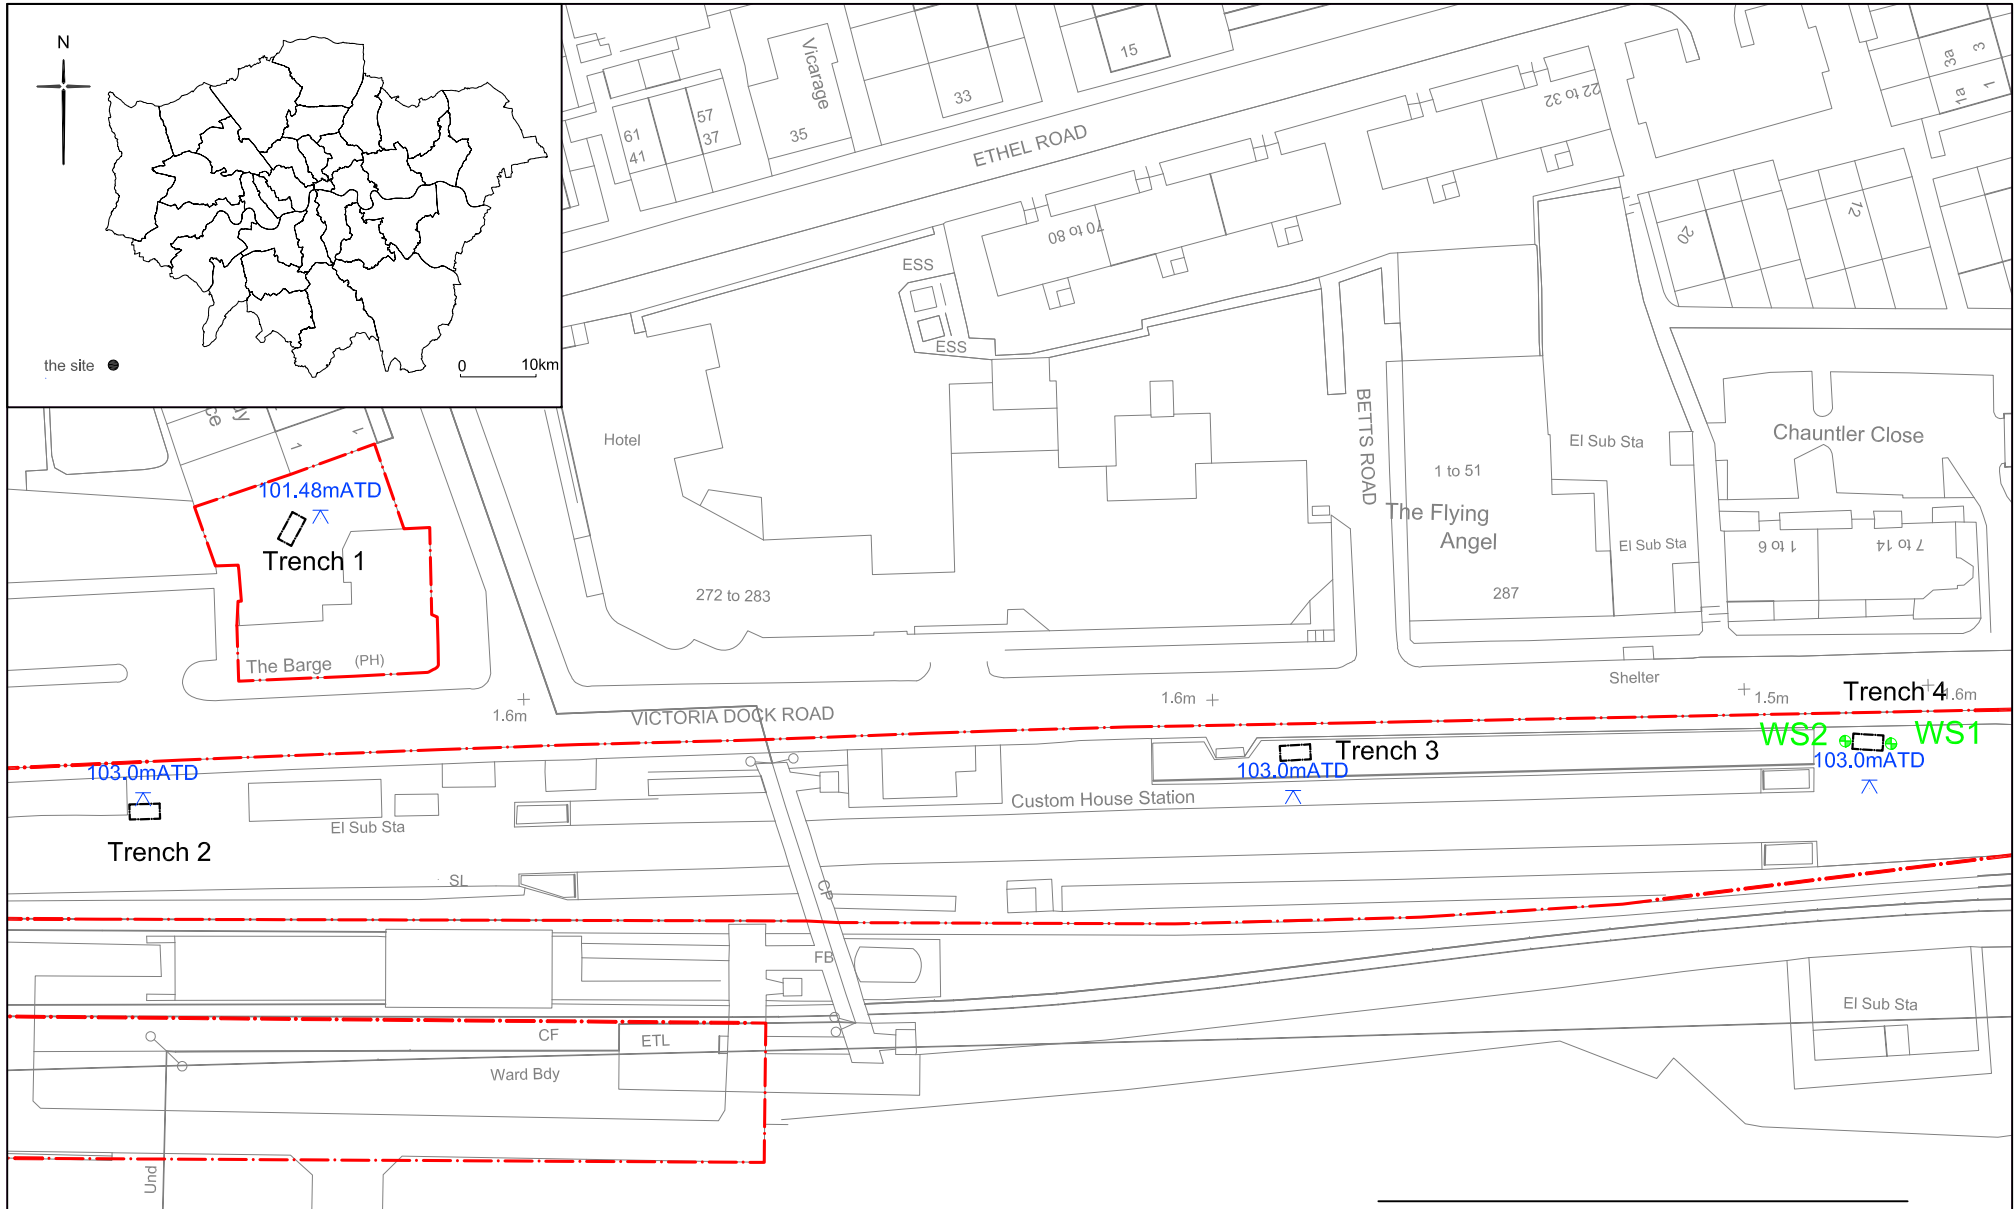 N
the site
0
10km
Vicarage
15
33
35
61
41
57
37
ETHEL ROAD
22 to 32
3a
3
1a
1
70 to 80
20
12
ESS
ESS
Hotel
BETTS ROAD
1 to 51
The Flying
Angel
287
El Sub Sta
El Sub Sta
Chauntler Close
1 to 6
7 to 14
1
1
101.48mATD
Trench 1
272 to 283
The Barge
(PH)
1.6m
VICTORIA DOCK ROAD
1.6m
Shelter
1.5m
Trench 4
1.6m
WS2
WS1
103.0mATD
103.0mATD
Trench 3
103.0mATD
Custom House Station
El Sub Sta
Trench 2
SL
CP
FB
CF
ETL
Ward Bdy
El Sub Sta
Und